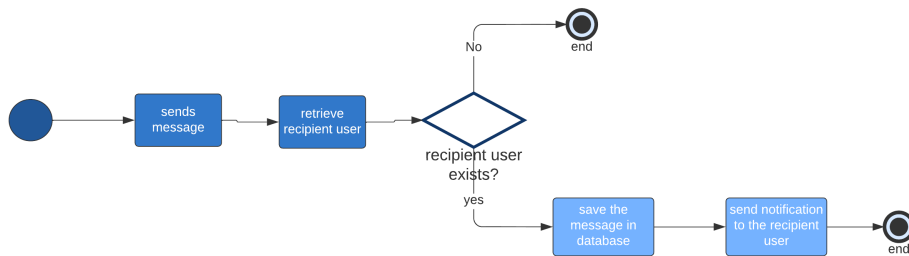 No
end
sends
message
retrieve
recipient user
recipient user
exists?
yes
save the
message in
database
send notification
to the recipient
user
end